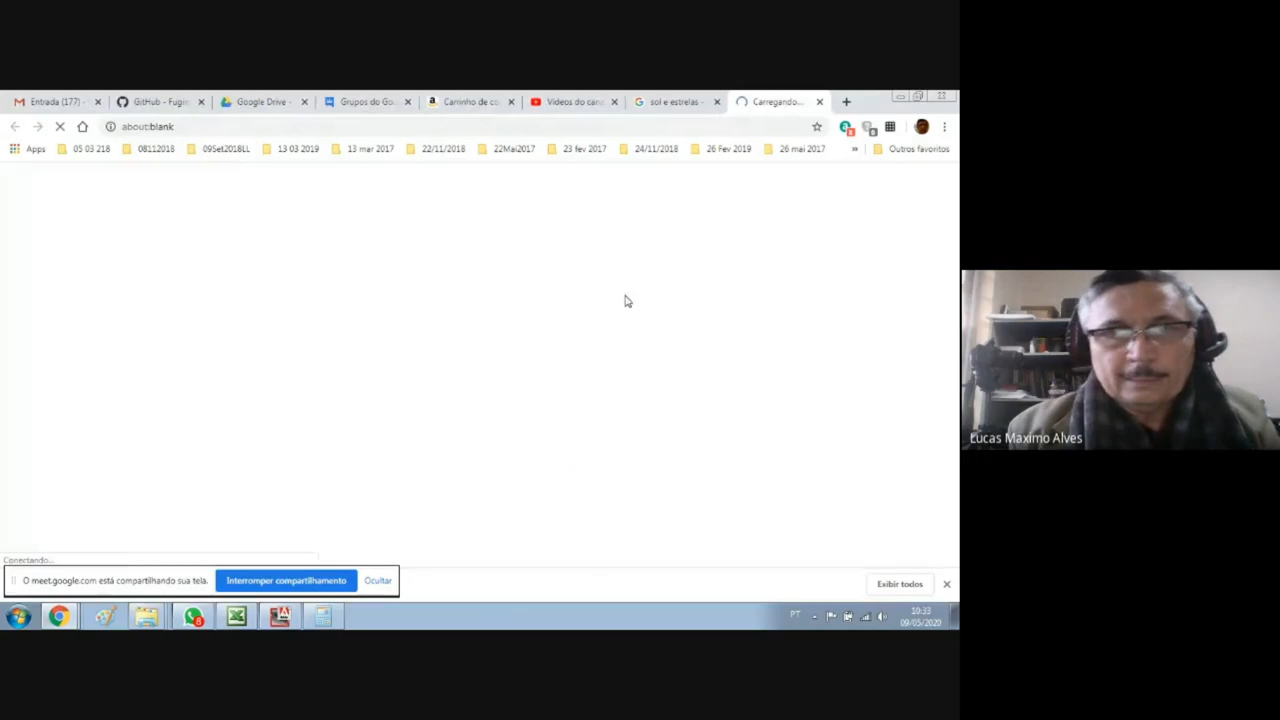 Entrada (177) - GitHub - Fugin Google Drive - Grupos do Go Carrinho de co Vídeos do can sol e estrelas - Carregando...
about:blank
Apps 05 03 218 08112018 09Set2018LL 13 03 2019 13 mar 2017 22/11/2018 22Mai2017 23 fev 2017 24/11/2018 26 Fev 2019 26 mai 2017 » Outros favoritos
Lucas Maximo Alves
Conectando...
O meet.google.com está compartilhando sua tela. Interromper compartilhamento Ocultar Exibir todos
8 PT 10:33
09/05/2020